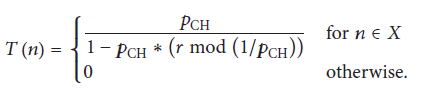 T (n) = { p_CH / (1 − p_CH * (r mod (1/p_CH))) for n ϵ X
0 otherwise.